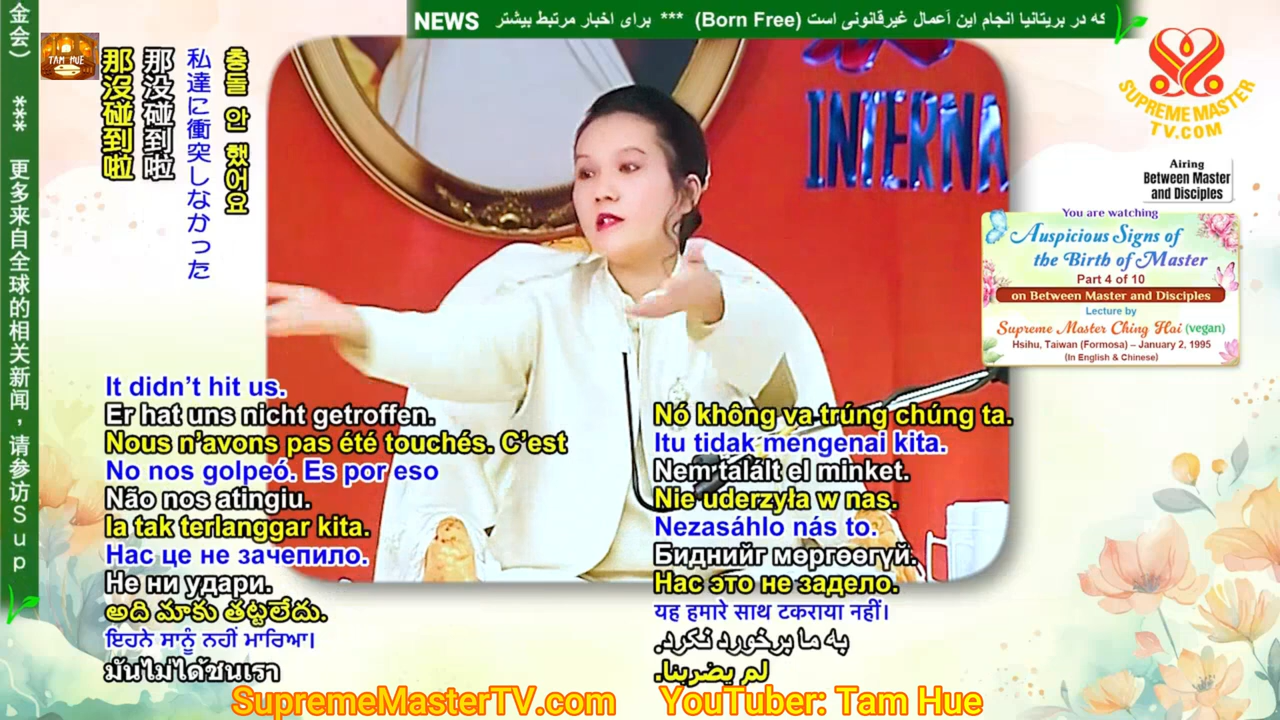 金会） *** 更多来自全球的相关新闻，请参访Sup
TAM HUE
NEWS
که در بریتانیا انجام این أعمال غیرقانونی است (Born Free) *** برای اخبار مرتبط بیشتر
那沒碰到啦
那没碰到啦
私達に衝突しなかった
충돌 안 했어요
INTERNA
SUPREME MASTER
TV.COM
Airing
Between Master
and Disciples
You are watching
Auspicious Signs of
the Birth of Master
Part 4 of 10
on Between Master and Disciples
Lecture by
Supreme Master Ching Hai (vegan)
Hsihu, Taiwan (Formosa) – January 2, 1995
(In English & Chinese)
It didn’t hit us.
Er hat uns nicht getroffen.
Nous n’avons pas été touchés. C’est
No nos golpeó. Es por eso
Não nos atingiu.
Ia tak terlanggar kita.
Нас це не зачепило.
Не ни удари.
అది మాకు తట్టలేదు.
ਇਹਨੇ ਸਾਨੂੰ ਨਹੀਂ ਮਾਰਿਆ।
มันไม่ได้ชนเรา
Nó không va trúng chúng ta.
Itu tidak mengenai kita.
Nem talált el minket.
Nie uderzyła w nas.
Nezasáhlo nás to.
Биднийг мөргөөгүй.
Нас это не задело.
यह हमारे साथ टकराया नहीं।
به ما برخورد نکرد.
لم يضربنا.
SupremeMasterTV.com
YouTuber: Tam Hue